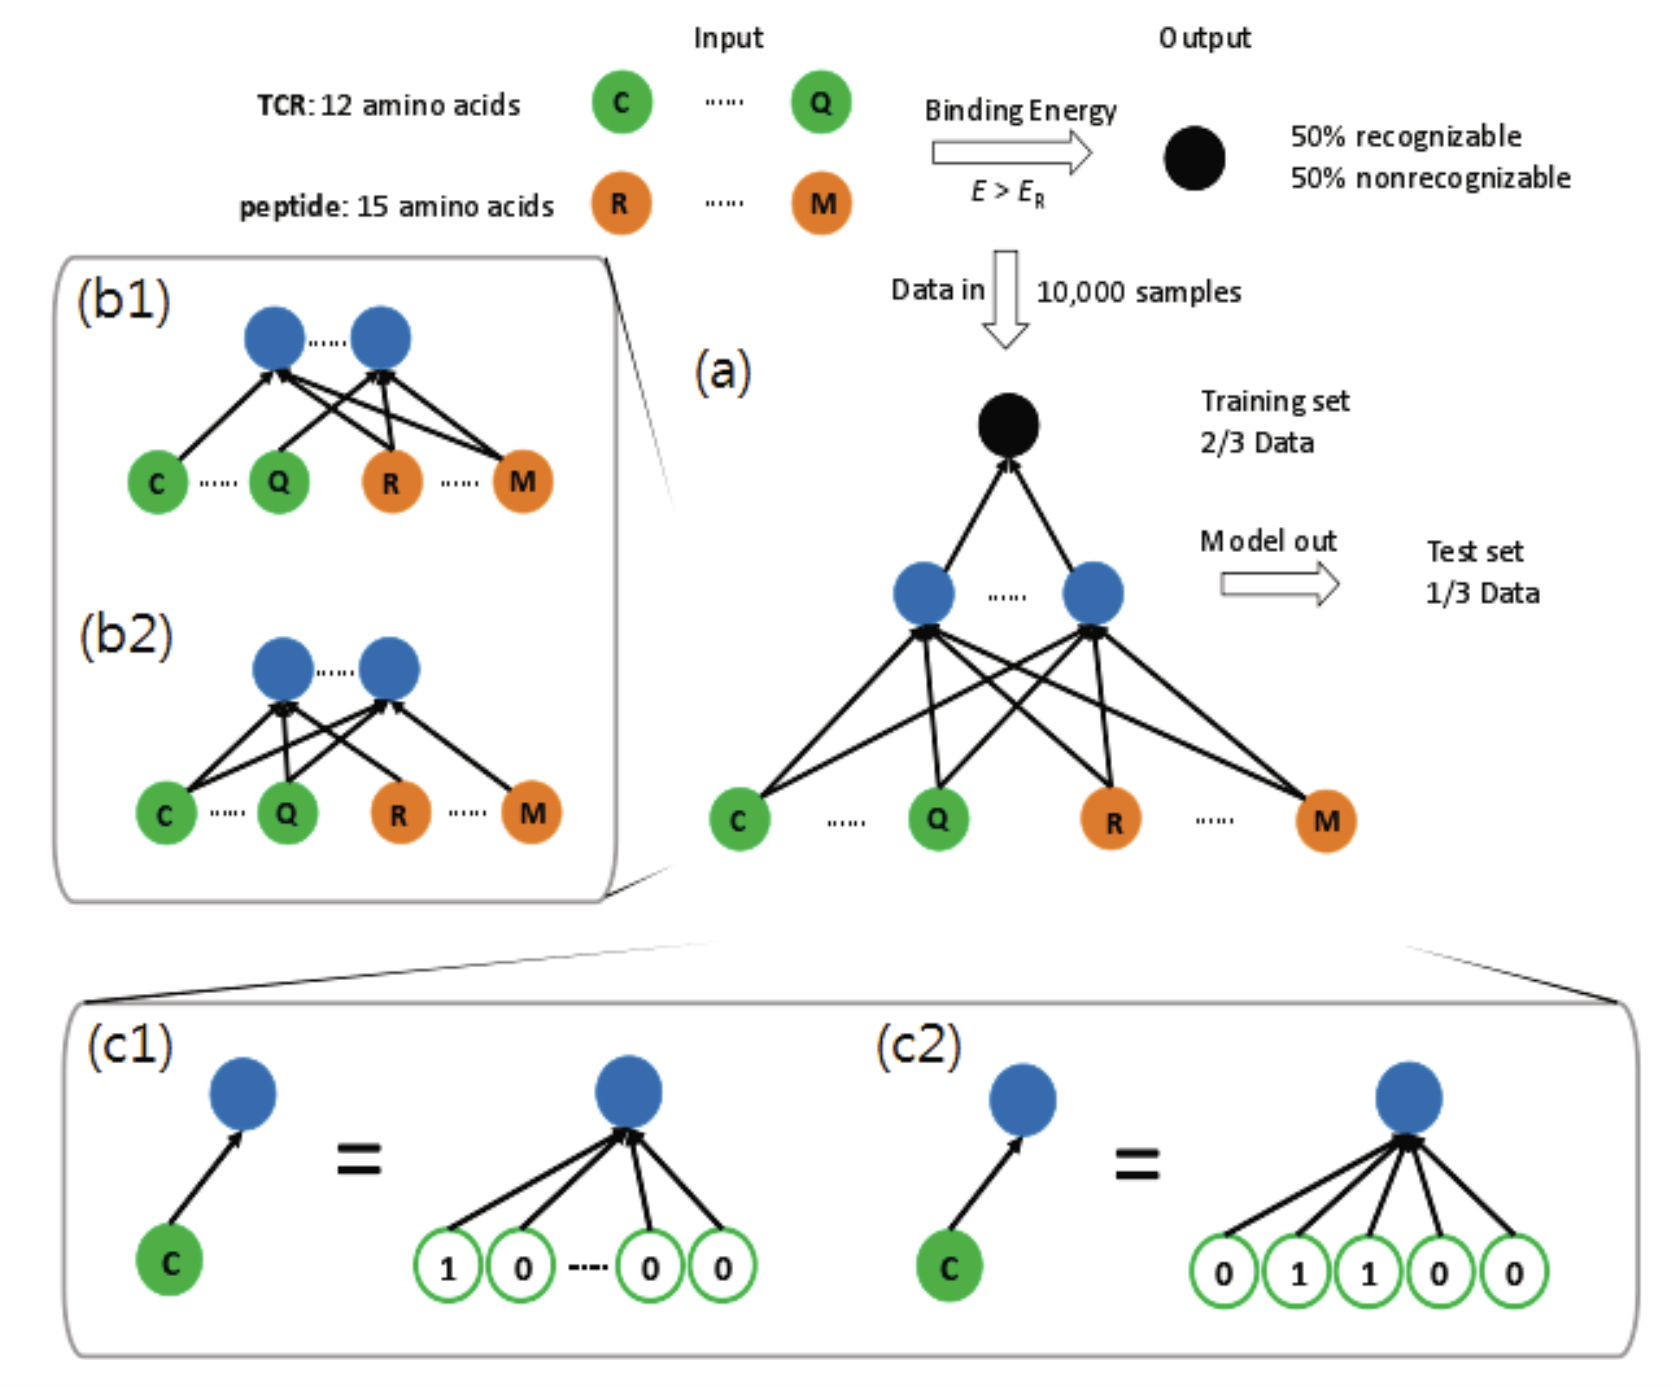 Input
Output
TCR: 12 amino acids
C ...... Q
Binding Energy
E > E_R
50% recognizable
50% nonrecognizable
peptide: 15 amino acids
R ...... M
Data in
10,000 samples
(a)
Training set
2/3 Data
Model out
Test set
1/3 Data
......
C ...... Q R ...... M
(b1)
......
C ...... Q R ...... M
(b2)
......
C ...... Q R ...... M
(c1)
C = 1 0 ----- 0 0
(c2)
C = 0 1 1 0 0